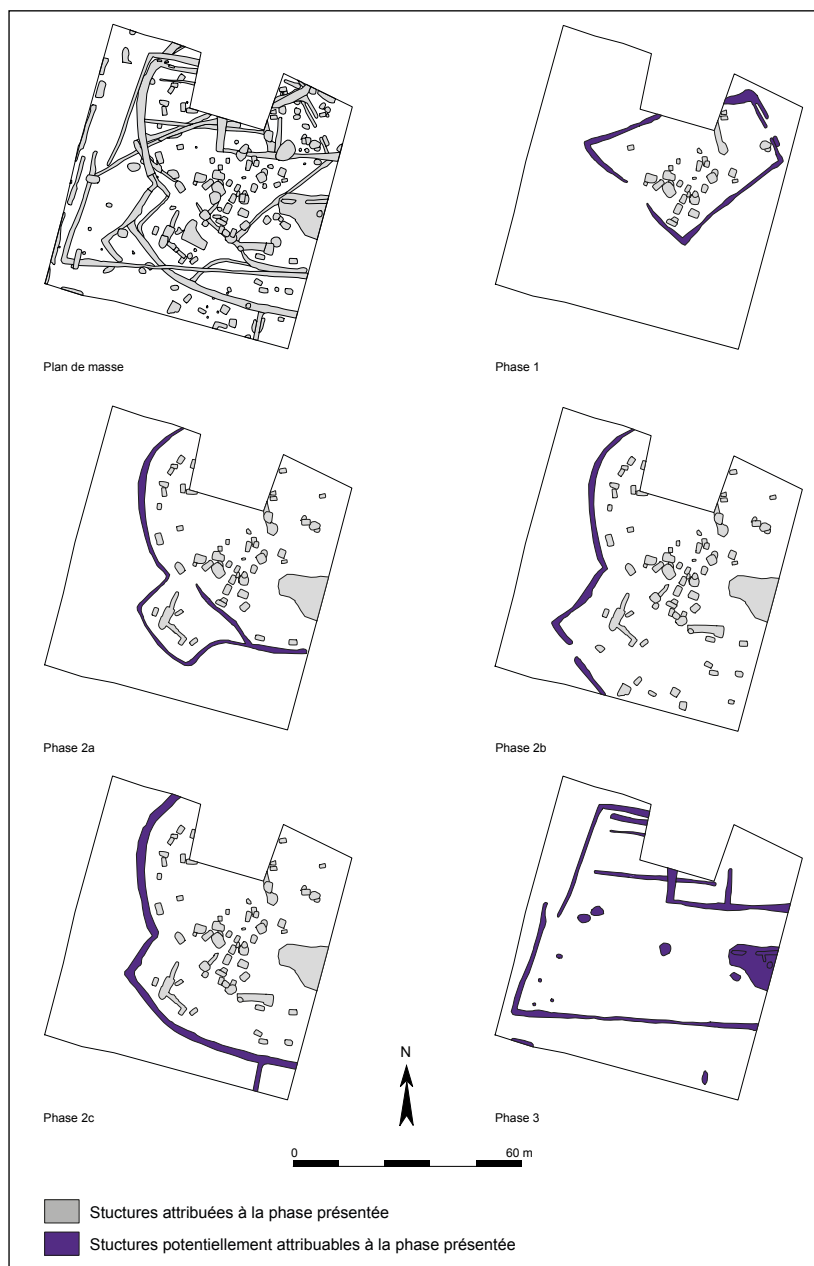 Plan de masse
Phase 1
Phase 2a
Phase 2b
Phase 2c
Phase 3
N
0 60 m
Stuctures attribuées à la phase présentée
Stuctures potentiellement attribuables à la phase présentée